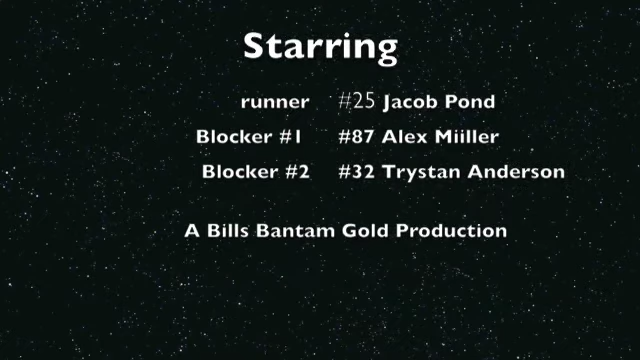 Starring
runner #25 Jacob Pond
Blocker #1 #87 Alex Miiller
Blocker #2 #32 Trystan Anderson
A Bills Bantam Gold Production